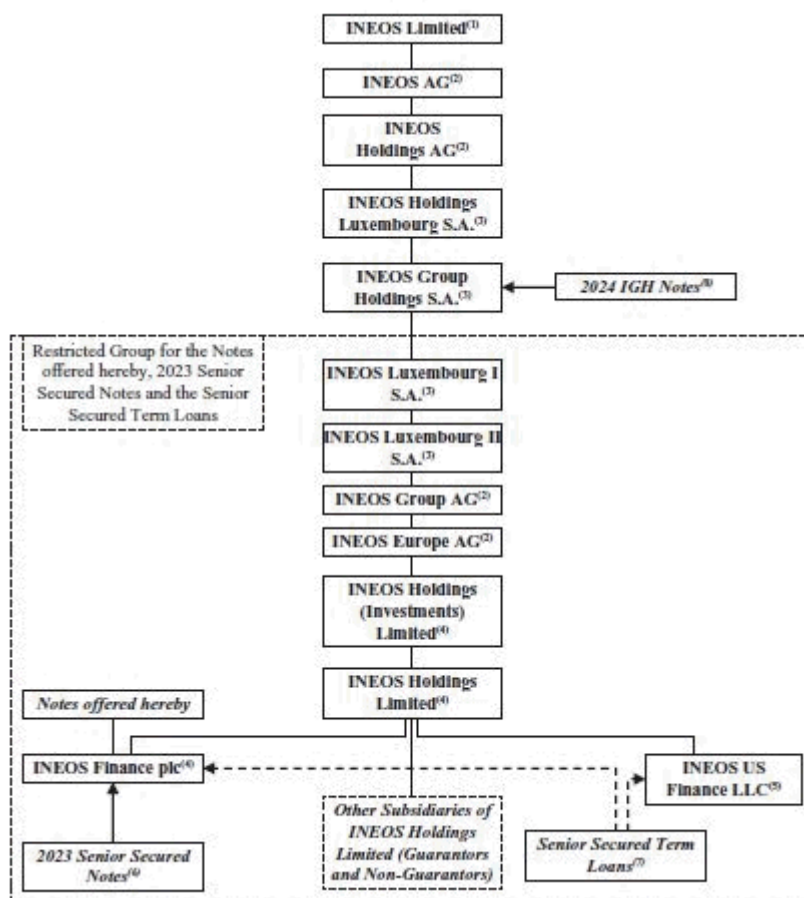 INEOS Limited(1)
INEOS AG(2)
INEOS
Holdings AG(2)
INEOS Holdings
Luxembourg S.A.(3)
INEOS Group
Holdings S.A.(3)
2024 IGH Notes(8)
Restricted Group for the Notes
offered hereby, 2023 Senior
Secured Notes and the Senior
Secured Term Loans
INEOS Luxembourg I
S.A.(3)
INEOS Luxembourg II
S.A.(3)
INEOS Group AG(2)
INEOS Europe AG(2)
INEOS Holdings
(Investments)
Limited(4)
INEOS Holdings
Limited(4)
Notes offered hereby
INEOS Finance plc(4)
INEOS US
Finance LLC(5)
2023 Senior Secured
Notes(6)
Other Subsidiaries of
INEOS Holdings
Limited (Guarantors
and Non-Guarantors)
Senior Secured Term
Loans(7)